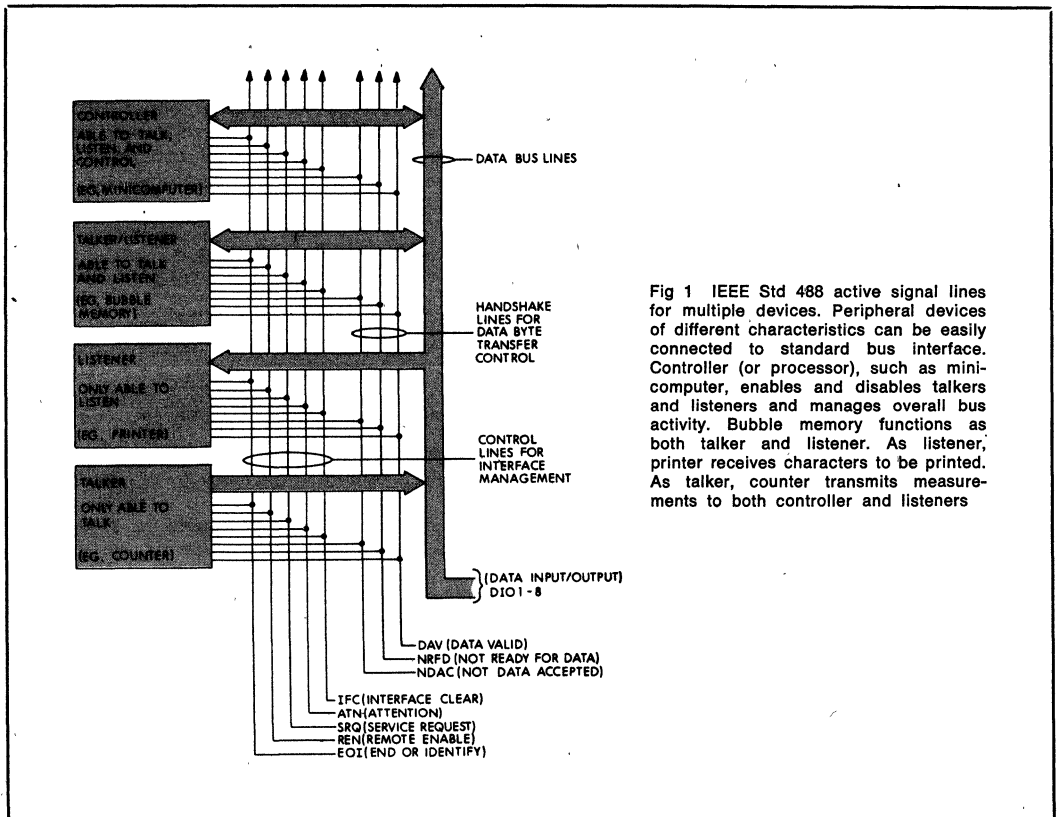 CONTROLLER
ABLE TO TALK,
LISTEN, AND
CONTROL
(EG, MINICOMPUTER)
TALKER/LISTENER
ABLE TO TALK
AND LISTEN
(EG. BUBBLE
MEMORY)
LISTENER
ONLY ABLE TO
LISTEN
(EG. PRINTER)
TALKER
ONLY ABLE TO
TALK
(EG. COUNTER)
DATA BUS LINES
HANDSHAKE
LINES FOR
DATA BYTE
TRANSFER
CONTROL
CONTROL
LINES FOR
INTERFACE
MANAGEMENT
(DATA INPUT/OUTPUT)
DIO1-8
DAV(DATA VALID)
NRFD(NOT READY FOR DATA)
NDAC(NOT DATA ACCEPTED)
IFC(INTERFACE CLEAR)
ATN(ATTENTION)
SRQ(SERVICE REQUEST)
REN(REMOTE ENABLE)
EOI(END OR IDENTIFY)
Fig 1 IEEE Std 488 active signal lines
for multiple devices. Peripheral devices
of different characteristics can be easily
connected to standard bus interface.
Controller (or processor), such as mini-
computer, enables and disables talkers
and listeners and manages overall bus
activity. Bubble memory functions as
both talker and listener. As listener,
printer receives characters to be printed.
As talker, counter transmits measure-
ments to both controller and listeners